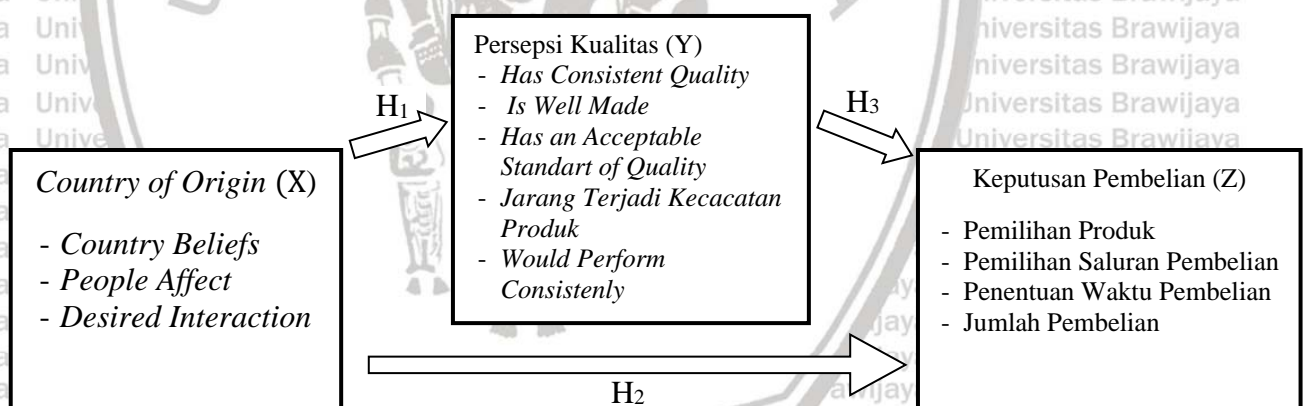 Universitas Brawijaya
Universitas Brawijaya
Universitas Brawijaya
Universitas Brawijaya
Persepsi Kualitas (Y)
- Has Consistent Quality
- Is Well Made
- Has an Acceptable
Standart of Quality
- Jarang Terjadi Kecacatan
Produk
- Would Perform
Consistenly
H1
H3
Country of Origin (X)
- Country Beliefs
- People Affect
- Desired Interaction
Keputusan Pembelian (Z)
- Pemilihan Produk
- Pemilihan Saluran Pembelian
- Penentuan Waktu Pembelian
- Jumlah Pembelian
H2